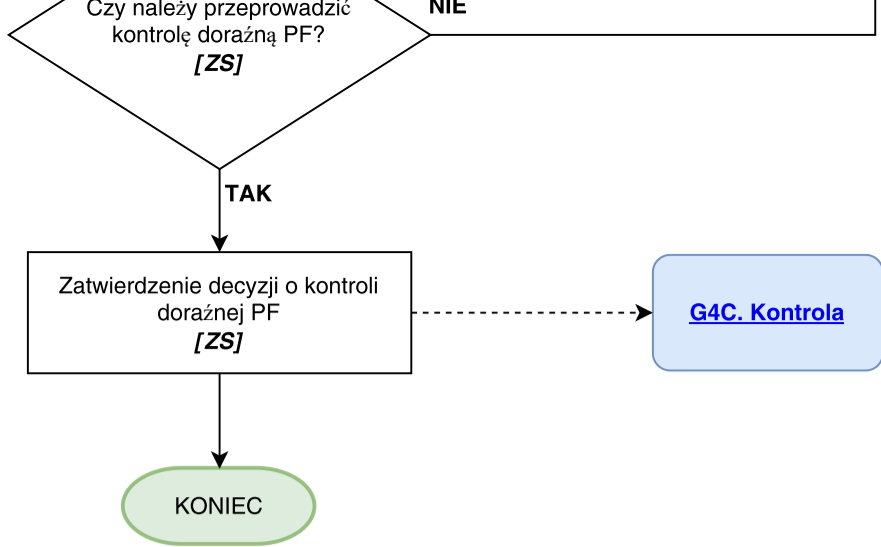 Czy należy przeprowadzić
NIE
kontrolę doraźną PF?
[ZS]
TAK
Zatwierdzenie decyzji o kontroli
doraźnej PF
[ZS]
G4C. Kontrola
KONIEC